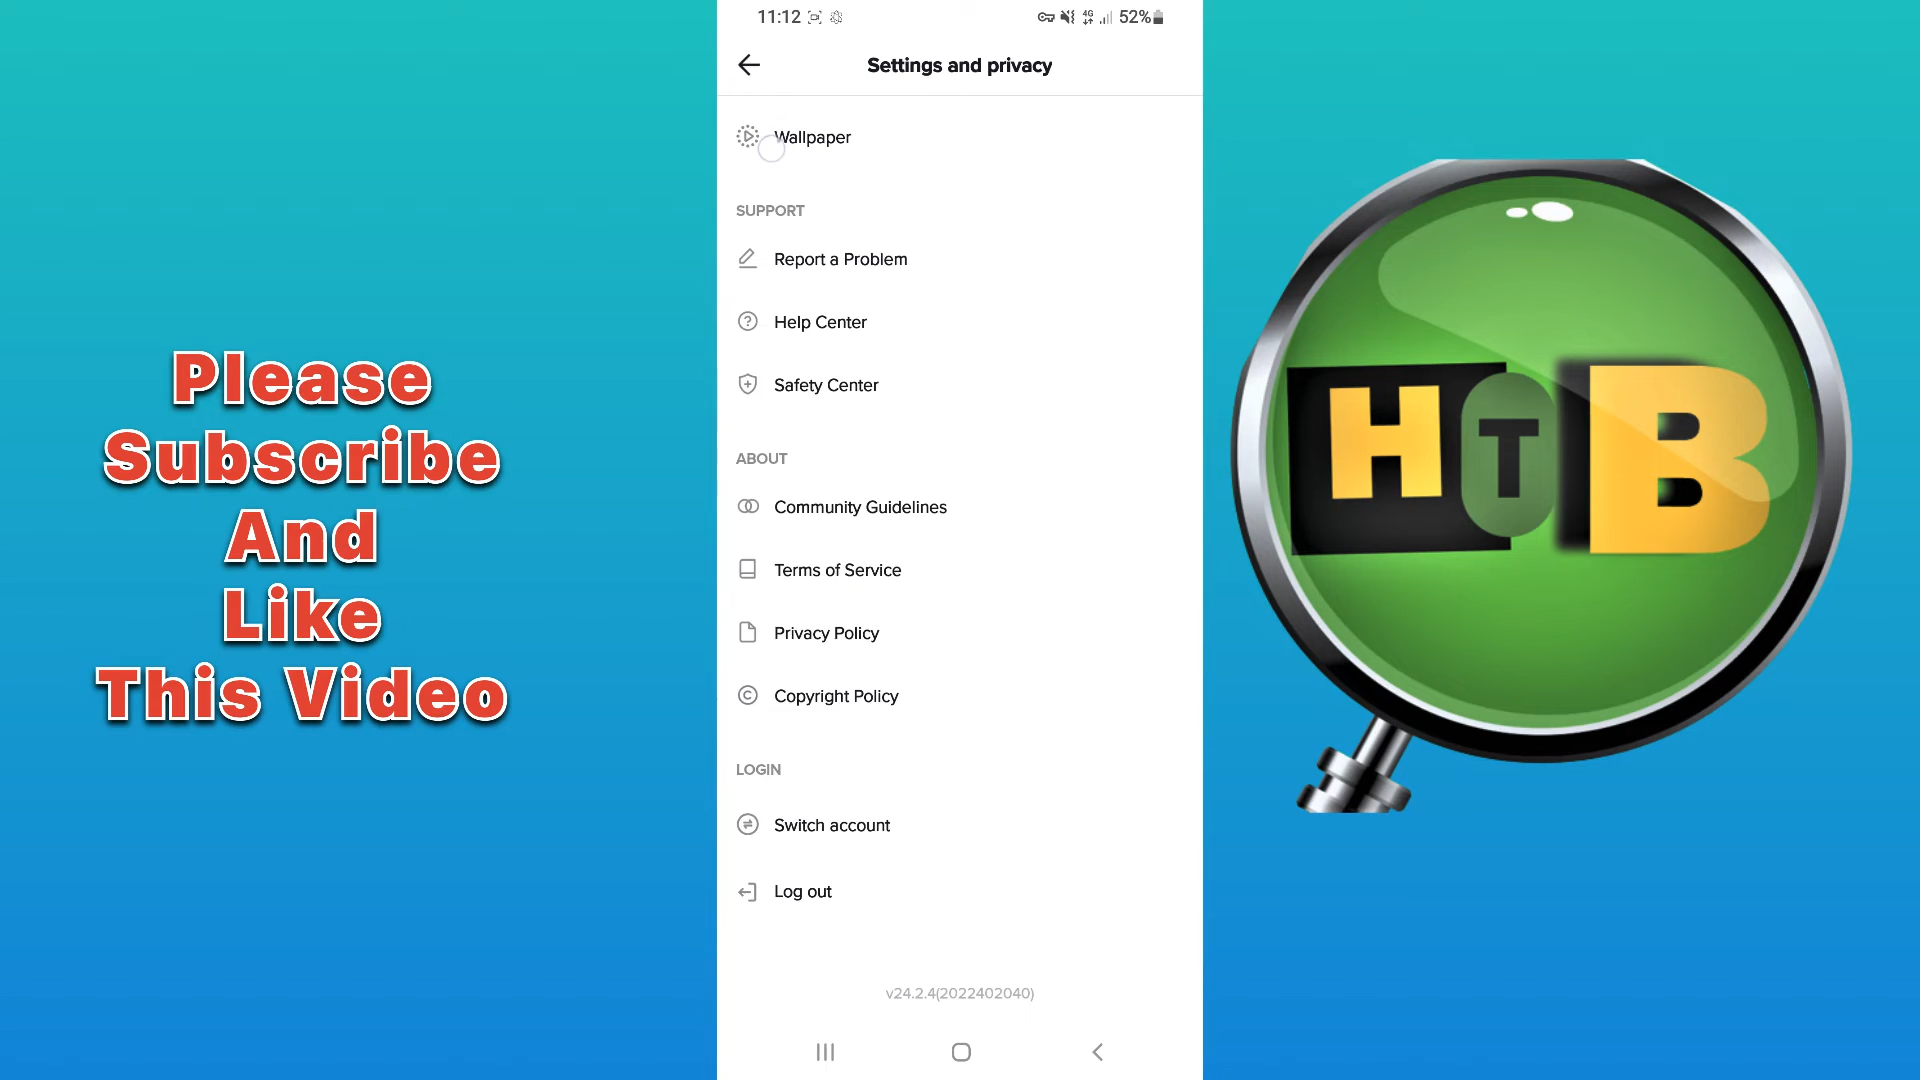 Please
Subscribe
And
Like
This Video
11:12
4G
52%
Settings and privacy
Wallpaper
SUPPORT
Report a Problem
Help Center
Safety Center
ABOUT
Community Guidelines
Terms of Service
Privacy Policy
Copyright Policy
LOGIN
Switch account
Log out
v24.2.4(2022402040)
HTB